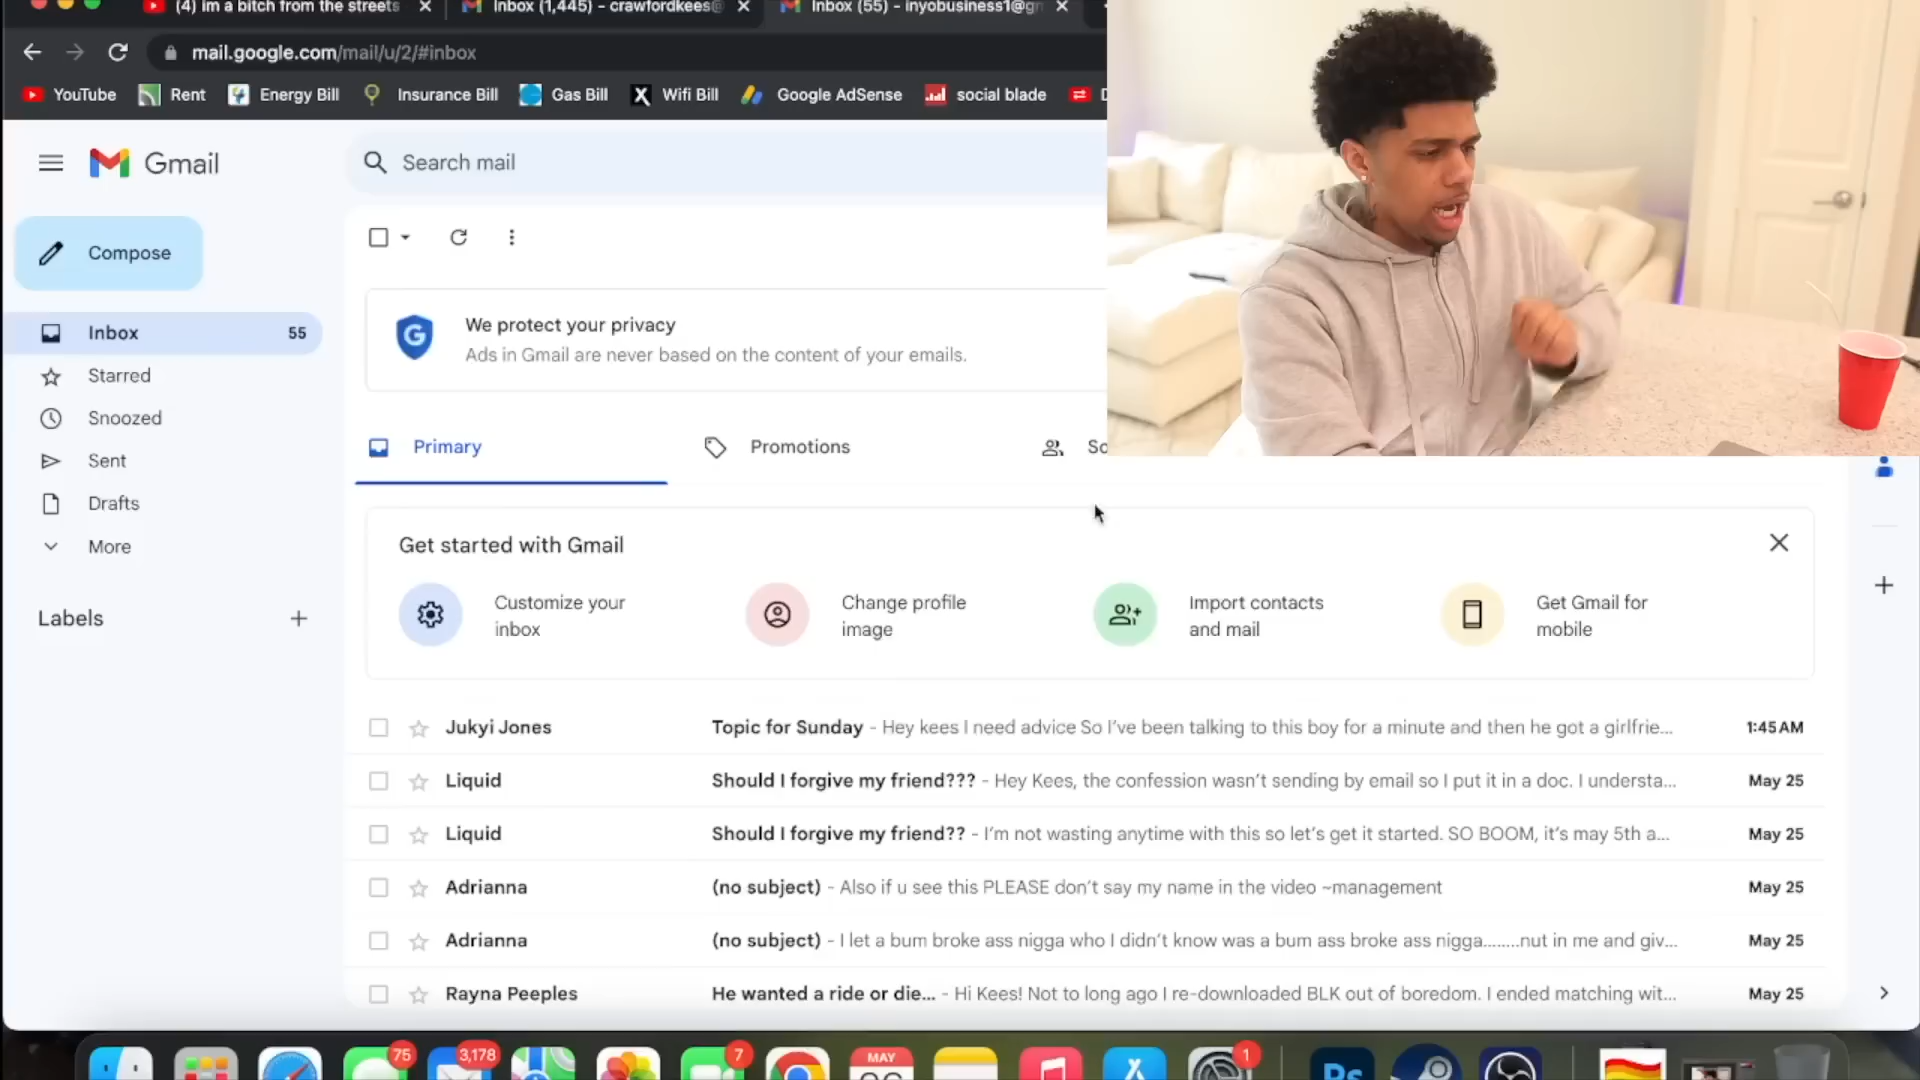 (4) im a bitch from the streets
Inbox (1,445) - crawfordkees@
Inbox (55) - inyobusiness1@gm
mail.google.com/mail/u/2/#inbox
YouTube Rent Energy Bill Insurance Bill Gas Bill Wifi Bill Google AdSense social blade
Gmail
Search mail
Compose
We protect your privacy
Ads in Gmail are never based on the content of your emails.
Inbox 55
Starred
Snoozed
Sent
Drafts
More
Labels
Primary Promotions
Get started with Gmail
Customize your
inbox
Change profile
image
Import contacts
and mail
Get Gmail for
mobile
Jukyi Jones Topic for Sunday - Hey kees I need advice So I've been talking to this boy for a minute and then he got a girlfrie... 1:45 AM
Liquid Should I forgive my friend??? - Hey Kees, the confession wasn't sending by email so I put it in a doc. I understa... May 25
Liquid Should I forgive my friend?? - I'm not wasting anytime with this so let's get it started. SO BOOM, it's may 5th a... May 25
Adrianna (no subject) - Also if u see this PLEASE don't say my name in the video ~management May 25
Adrianna (no subject) - I let a bum broke ass nigga who I didn't know was a bum ass broke ass nigga........nut in me and giv... May 25
Rayna Peeples He wanted a ride or die... - Hi Kees! Not to long ago I re-downloaded BLK out of boredom. I ended matching wit... May 25
75 3,178 7 MAY 1 Ps